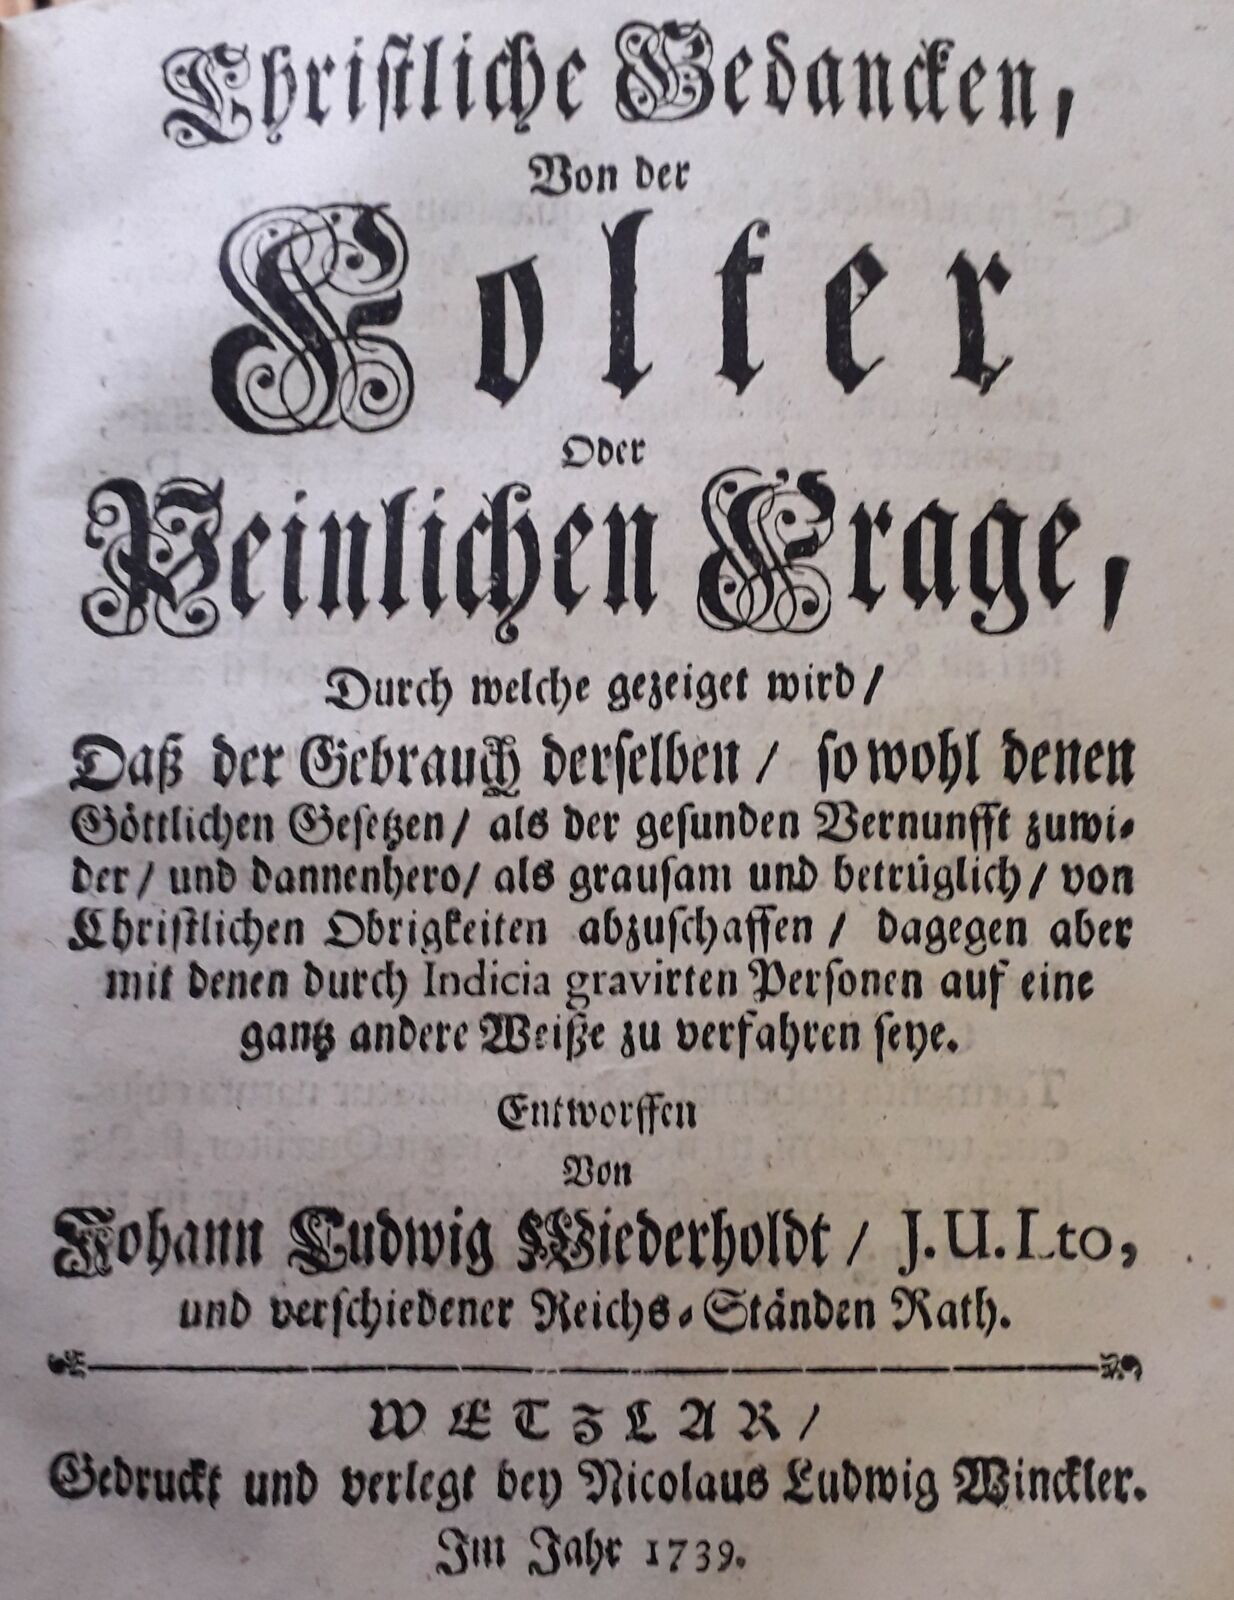 Christliche Gedancken,
Von der
Folter
Oder
Peinlichen Frage,
Durch welche gezeiget wird/
Daß der Gebrauch derselben/ so wohl denen
Göttlichen Gesetzen/ als der gesunden Vernunfft zuwi-
der/ und dannenhero/ als grausam und betrüglich/ von
Christlichen Obrigkeiten abzuschaffen/ dagegen aber
mit denen durch Indicia gravirten Personen auf eine
gantz andere Weiße zu verfahren seye.
Entworffen
Von
Johann Ludwig Wiederholdt/ J.U.Lto,
und verschiedener Reichs-Ständen Rath.
WETZLAR/
Gedruckt und verlegt bey Nicolaus Ludwig Winckler.
Im Jahr 1739.